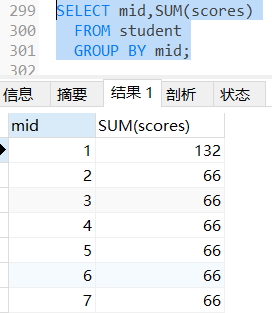 299 SELECT mid,SUM(scores)
300 FROM student
301 GROUP BY mid;
302
信息 摘要 结果 1 剖析 状态
mid SUM(scores)
1 132
2 66
3 66
4 66
5 66
6 66
7 66